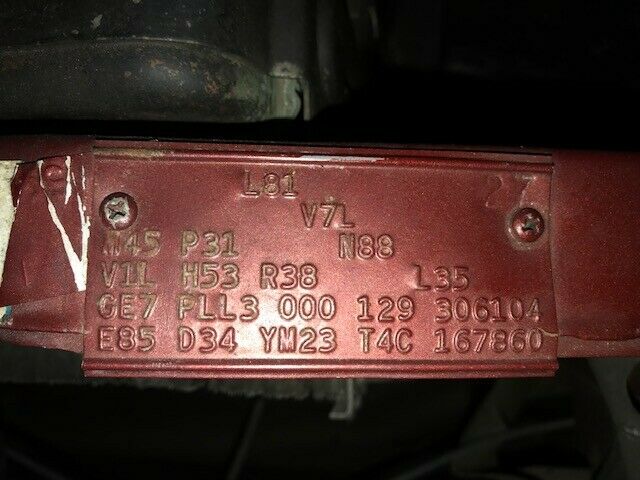 L81 27
V7L
M45 P31 N88
V1L H53 R38 L35
GE7 PLL3 000 129 306104
E85 D34 YM23 T4C 167860